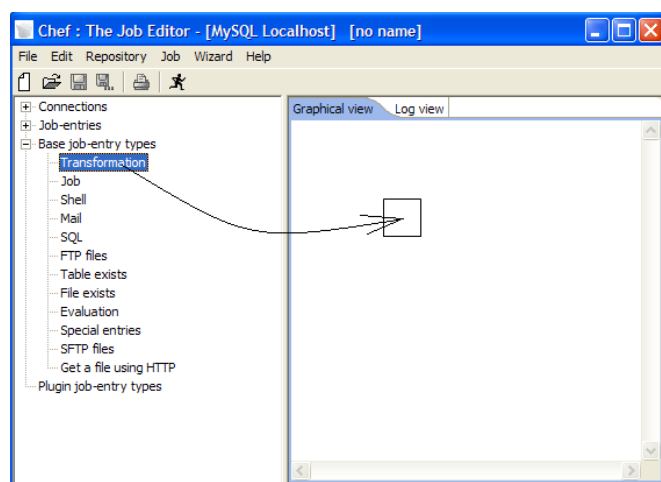 Chef : The Job Editor - [MySQL Localhost] [no name]
File Edit Repository Job Wizard Help
Connections
Job-entries
Base job-entry types
Transformation
Job
Shell
Mail
SQL
FTP files
Table exists
File exists
Evaluation
Special entries
SFTP files
Get a file using HTTP
Plugin job-entry types
Graphical view Log view